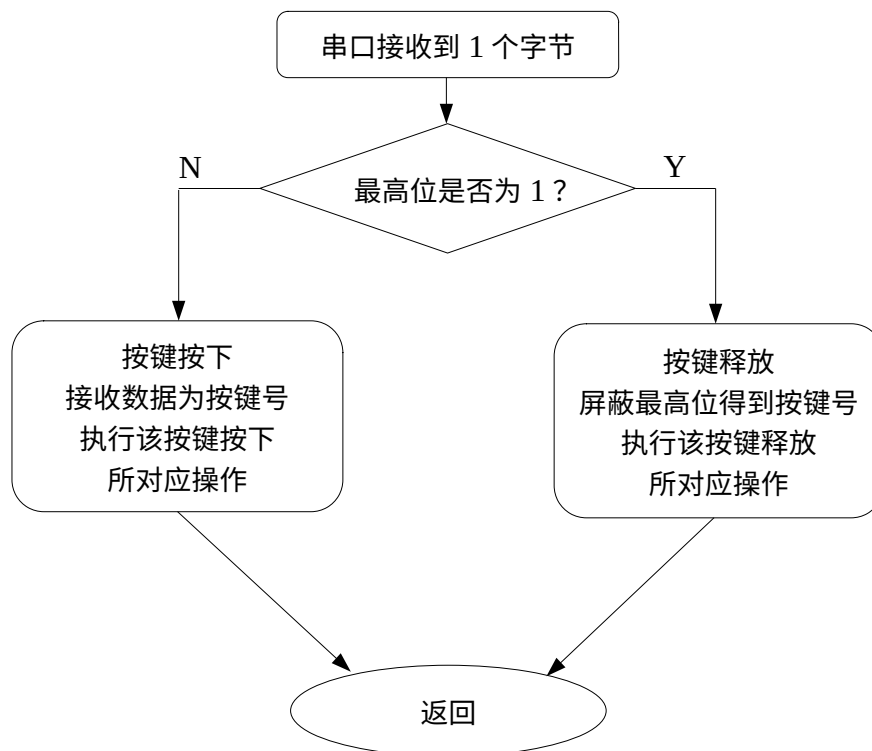 串口接收到 1 个字节
最高位是否为 1？
N
Y
按键按下
接收数据为按键号
执行该按键按下
所对应操作
按键释放
屏蔽最高位得到按键号
执行该按键释放
所对应操作
返回